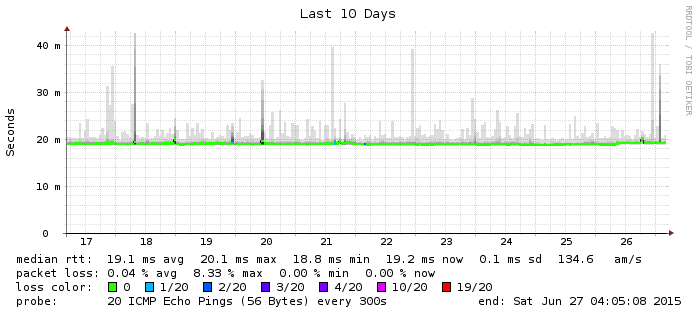 Last 10 Days
RRDTOOL / TOBI OETIKER
Seconds
40 m
30 m
20 m
10 m
0
17 18 19 20 21 22 23 24 25 26
median rtt: 19.1 ms avg 20.1 ms max 18.8 ms min 19.2 ms now 0.1 ms sd 134.6 am/s
packet loss: 0.04 % avg 8.33 % max 0.00 % min 0.00 % now
loss color: 0 1/20 2/20 3/20 4/20 10/20 19/20
probe: 20 ICMP Echo Pings (56 Bytes) every 300s end: Sat Jun 27 04:05:08 2015